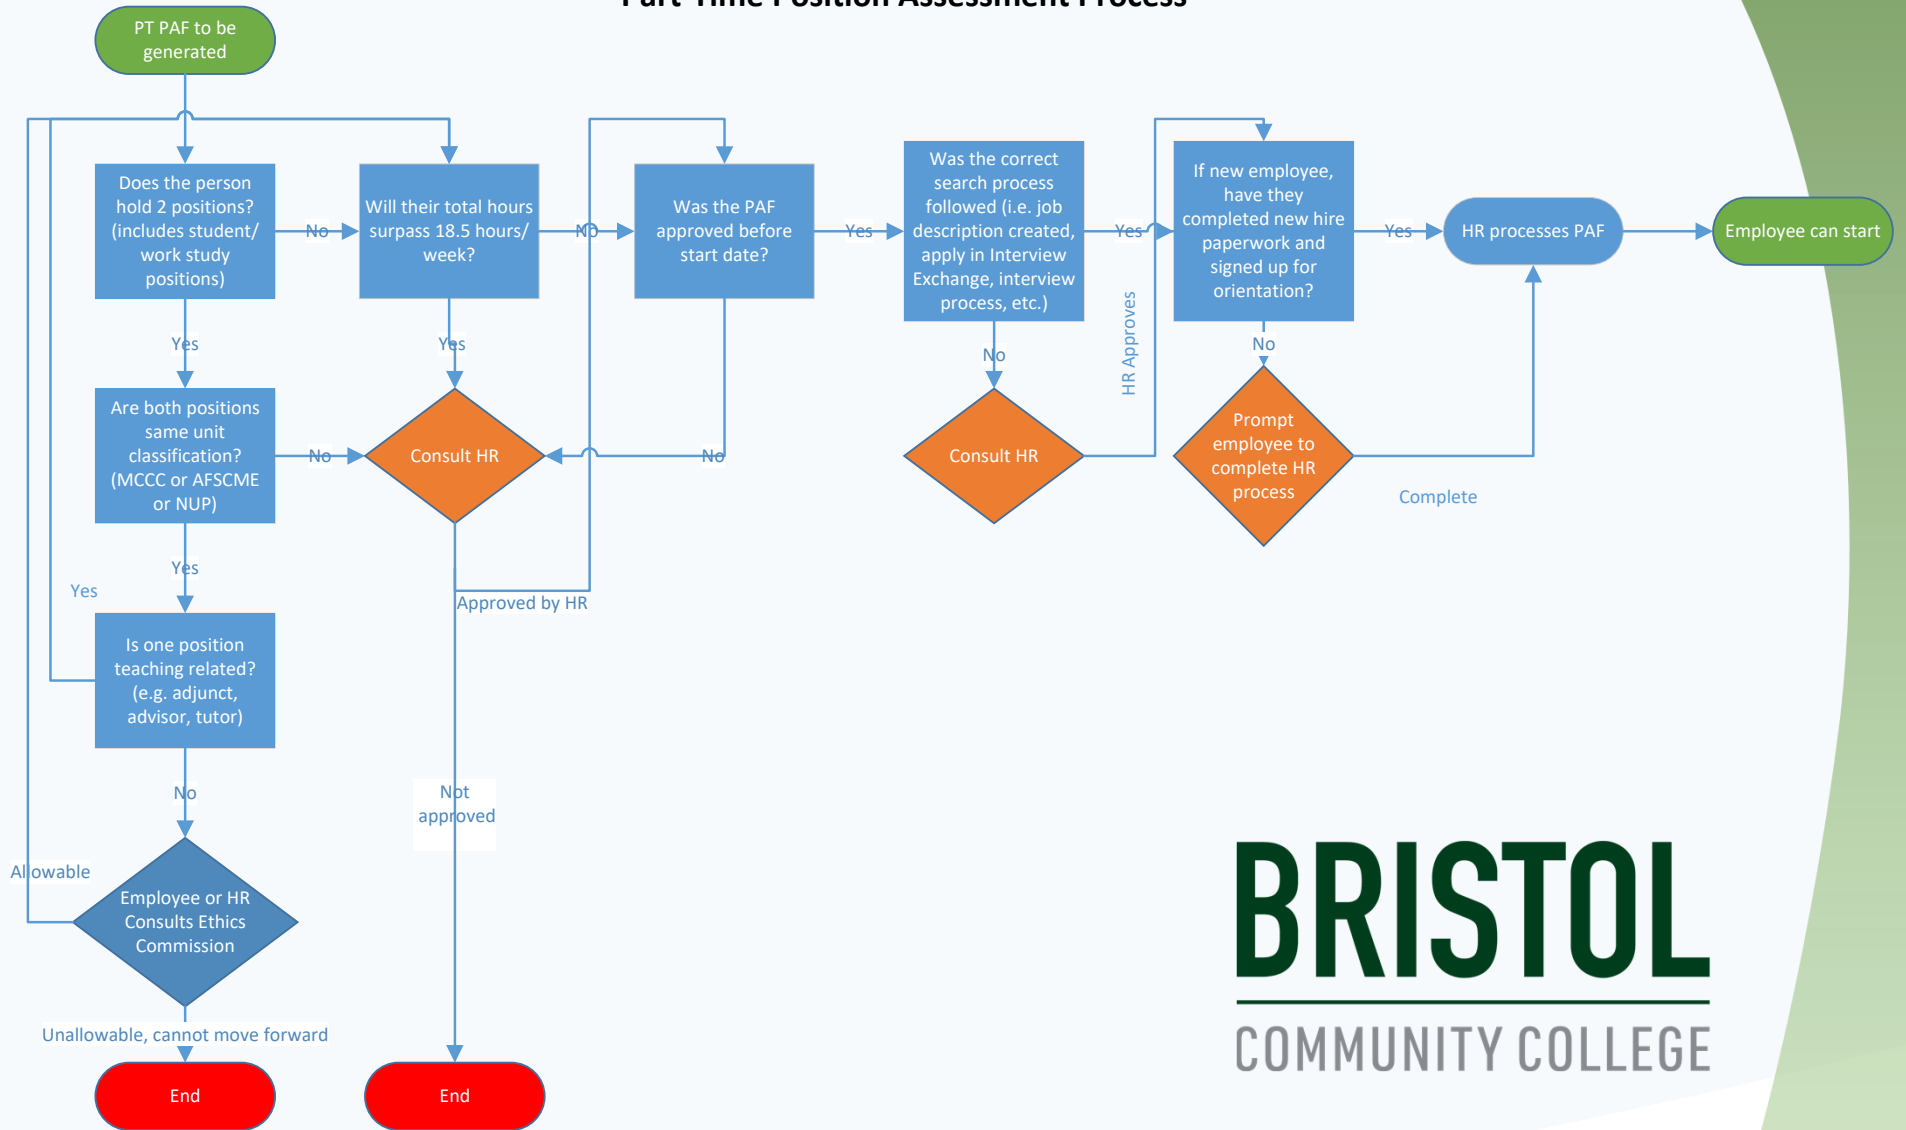 Part-Time Position Assessment Process
PT PAF to be
generated
Does the person
hold 2 positions?
(includes student/
work study
positions)
No
Will their total hours
surpass 18.5 hours/
week?
No
Was the PAF
approved before
start date?
Yes
Was the correct
search process
followed (i.e. job
description created,
apply in Interview
Exchange, interview
process, etc.)
Yes
If new employee,
have they
completed new hire
paperwork and
signed up for
orientation?
Yes
HR processes PAF
Employee can start
Yes
Yes
No
HR Approves
No
Are both positions
same unit
classification?
(MCCC or AFSCME
or NUP)
No
Consult HR
No
Consult HR
Prompt
employee to
complete HR
process
Complete
Yes
Yes
Approved by HR
Is one position
teaching related?
(e.g. adjunct,
advisor, tutor)
No
Not
approved
Allowable
Employee or HR
Consults Ethics
Commission
Unallowable, cannot move forward
End
End
BRISTOL
COMMUNITY COLLEGE